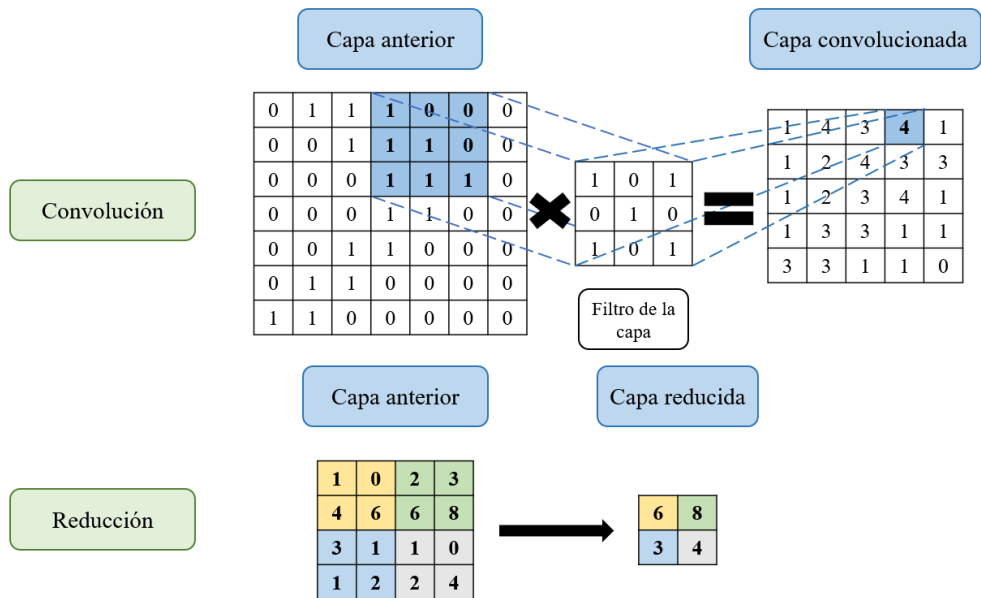 Capa anterior
Capa convolucionada
Convolución
0 1 1 1 0 0 0
0 0 1 1 1 0 0
0 0 0 1 1 1 0
0 0 0 1 1 0 0
0 0 1 1 0 0 0
0 1 1 0 0 0 0
1 1 0 0 0 0 0
1 0 1
0 1 0
1 0 1
Filtro de la
capa
1 4 3 4 1
1 2 4 3 3
1 2 3 4 1
1 3 3 1 1
3 3 1 1 0
Capa anterior
Capa reducida
Reducción
1 0 2 3
4 6 6 8
3 1 1 0
1 2 2 4
6 8
3 4